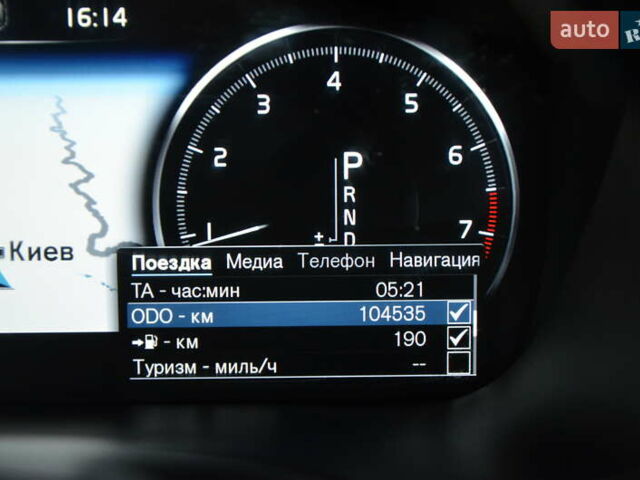 16:14
auto
R
4
3
5
2
6
1
7
P
R
N
D
±
Киев
Поездка Медиа Телефон Навигация
ТА - час:мин 05:21
ODO - км 104535
- км 190
Туризм - миль/ч --